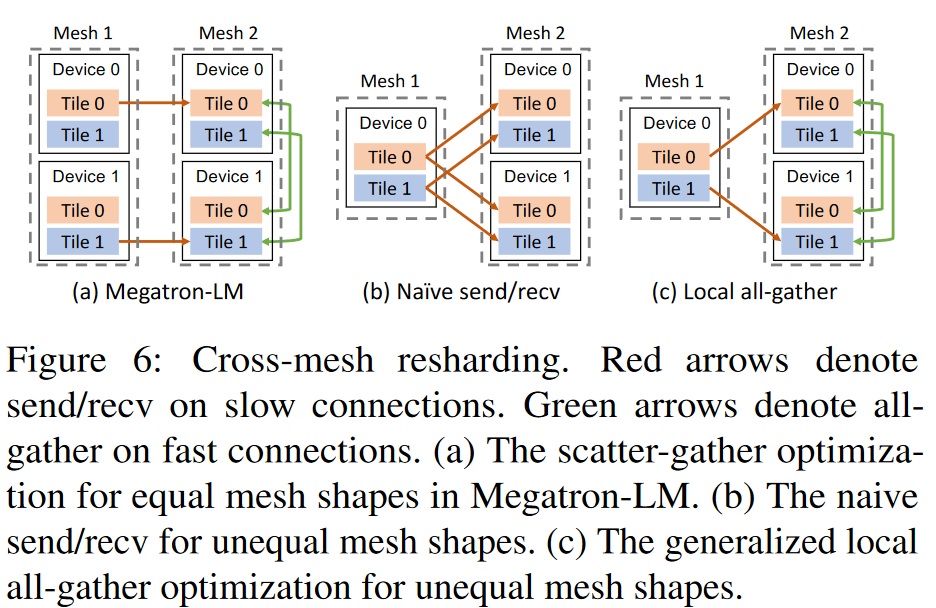 Mesh 1
Mesh 2
Device 0
Tile 0
Tile 1
Device 1
Tile 0
Tile 1
Device 0
Tile 0
Tile 1
Device 1
Tile 0
Tile 1
(a) Megatron-LM
Mesh 1
Mesh 2
Device 0
Tile 0
Tile 1
Device 0
Tile 0
Tile 1
Device 1
Tile 0
Tile 1
(b) Naïve send/recv
Mesh 1
Mesh 2
Device 0
Tile 0
Tile 1
Device 0
Tile 0
Tile 1
Device 1
Tile 0
Tile 1
(c) Local all-gather
Figure 6: Cross-mesh resharding. Red arrows denote
send/recv on slow connections. Green arrows denote all-
gather on fast connections. (a) The scatter-gather optimiza-
tion for equal mesh shapes in Megatron-LM. (b) The naive
send/recv for unequal mesh shapes. (c) The generalized local
all-gather optimization for unequal mesh shapes.